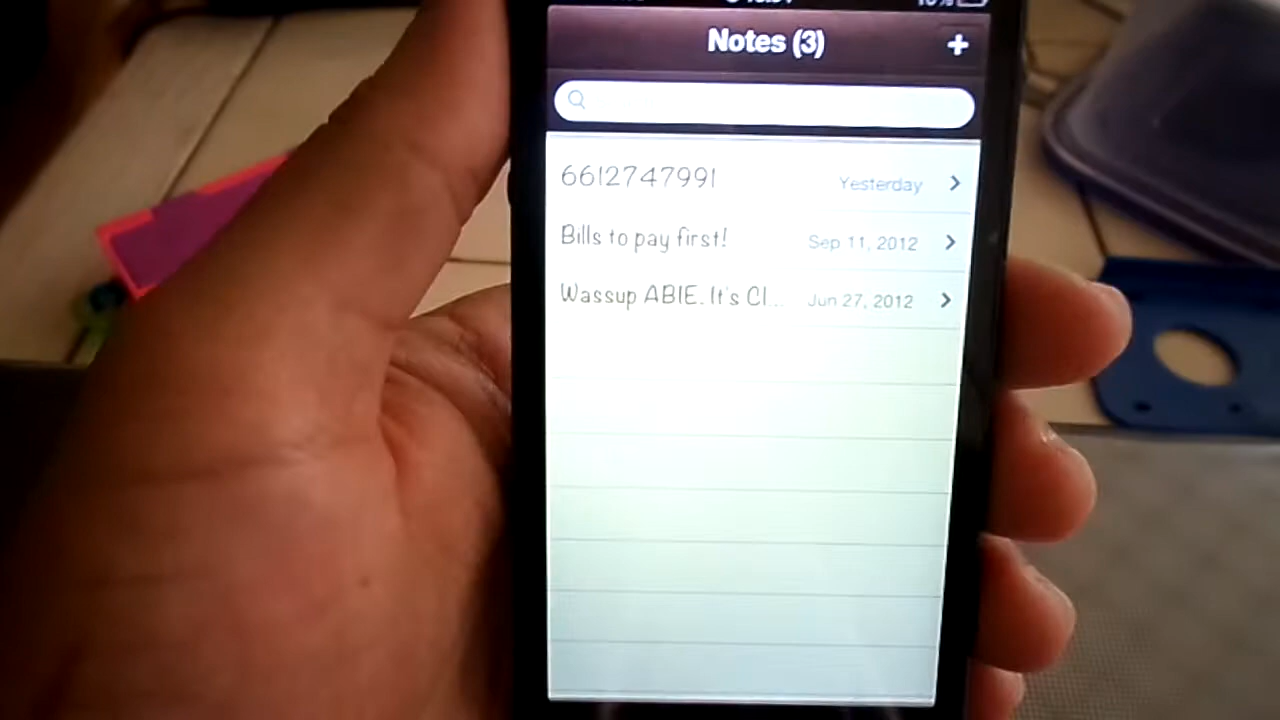 Notes (3)
6612747991 Yesterday
Bills to pay first! Sep 11, 2012
Wassup ABIE. It's Cl... Jun 27, 2012